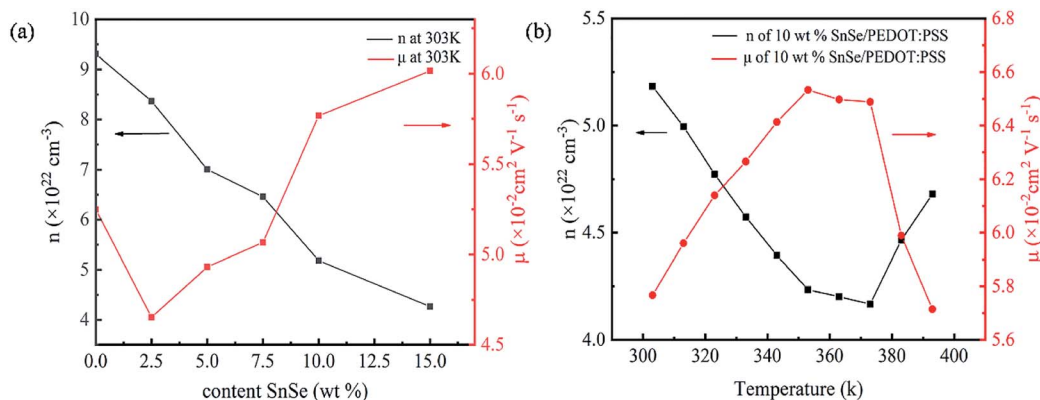 (a)
n at 303K
μ at 303K
10
9
8
7
6
5
4
n (×10²² cm⁻³)
6.0
5.5
5.0
4.5
μ (×10⁻²cm² V⁻¹ s⁻¹)
0.0 2.5 5.0 7.5 10.0 12.5 15.0
content SnSe (wt %)
(b)
n of 10 wt % SnSe/PEDOT:PSS
μ of 10 wt % SnSe/PEDOT:PSS
5.5
5.0
4.5
4.0
n (×10²² cm⁻³)
6.8
6.6
6.4
6.2
6.0
5.8
5.6
μ (×10⁻²cm² V⁻¹ s⁻¹)
300 320 340 360 380 400
Temperature (k)